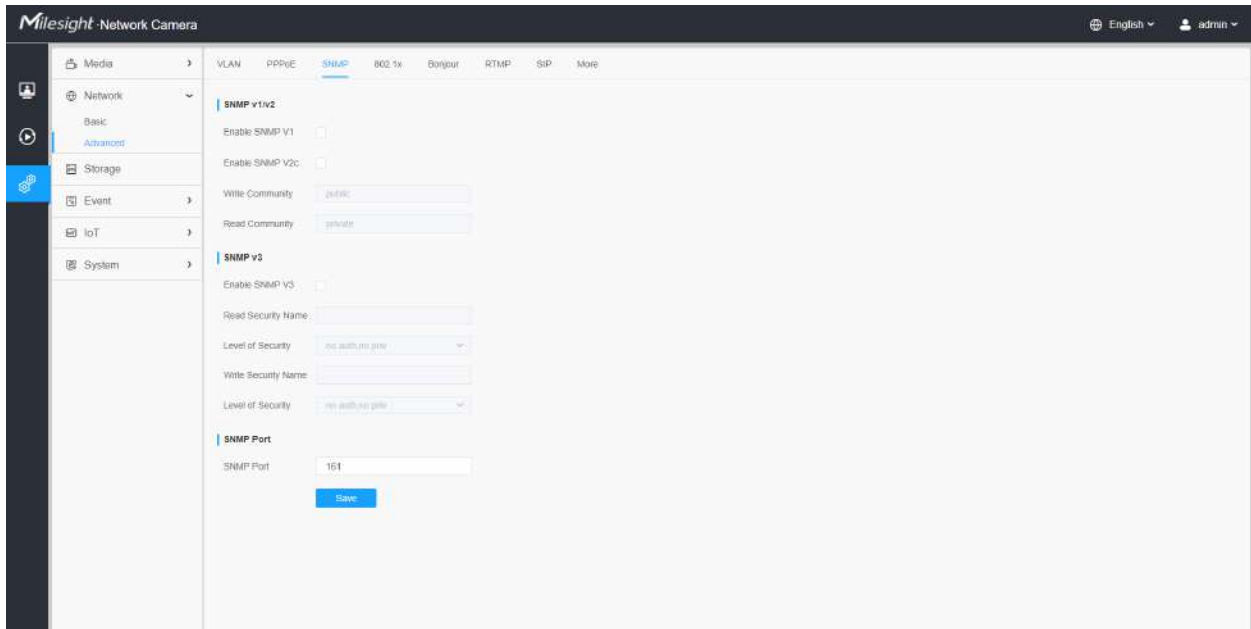 Milesight Network Camera
English
admin
Media
VLAN PPPoE SNMP 802.1x Bonjour RTMP SIP More
Network
Basic
Advanced
Storage
Event
IoT
System
SNMP v1/v2
Enable SNMP V1
Enable SNMP V2c
Write Community public
Read Community private
SNMP v3
Enable SNMP V3
Read Security Name
Level of Security no auth,no priv
Write Security Name
Level of Security no auth,no priv
SNMP Port
SNMP Port 161
Save